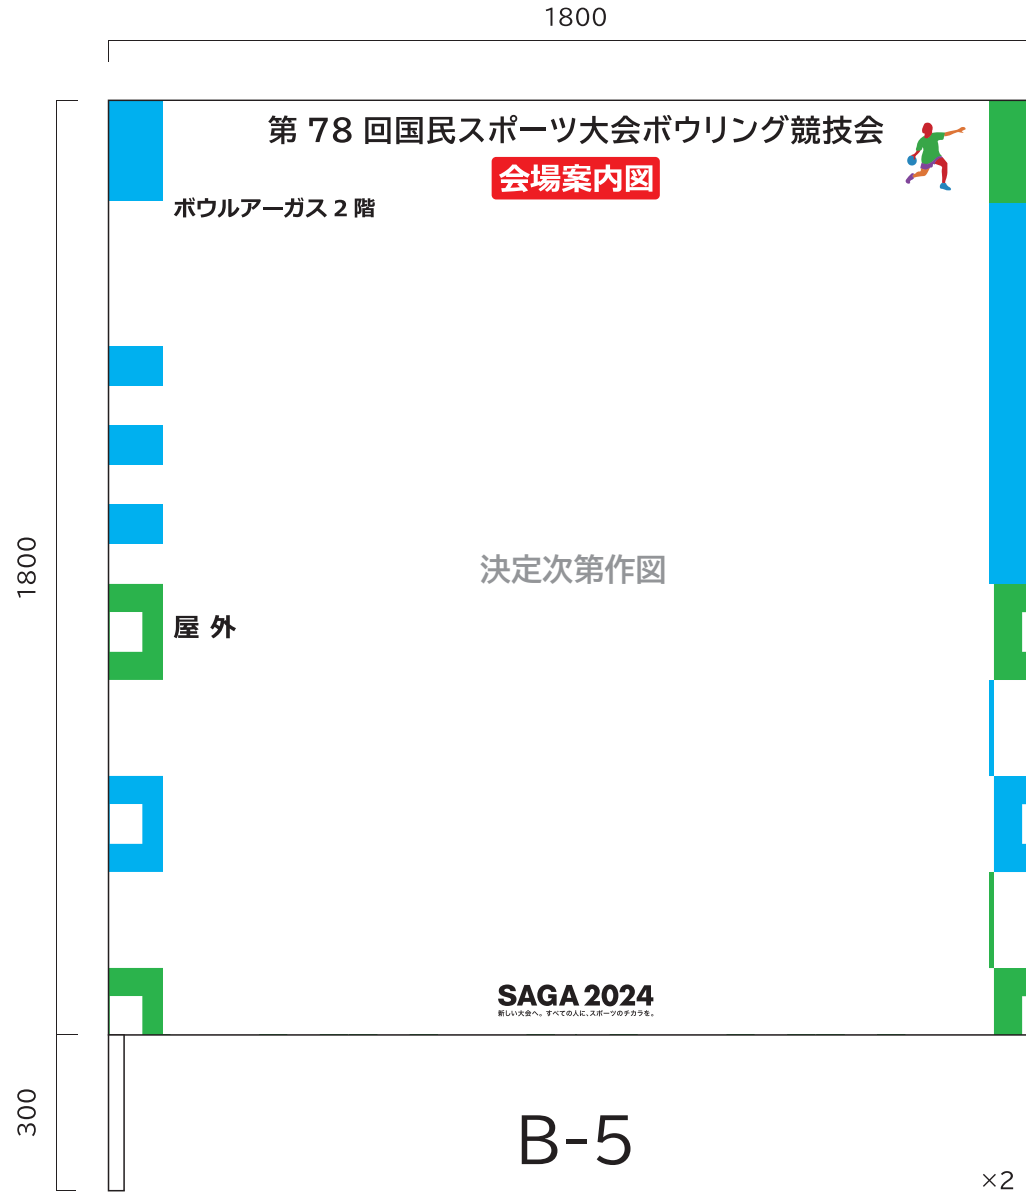 1800
第 78 回国民スポーツ大会ボウリング競技会
会場案内図
ボウルアーガス 2 階
1800
決定次第作図
屋 外
SAGA 2024
新しい大会へ。すべての人に、スポーツのチカラを。
300
B-5
×2